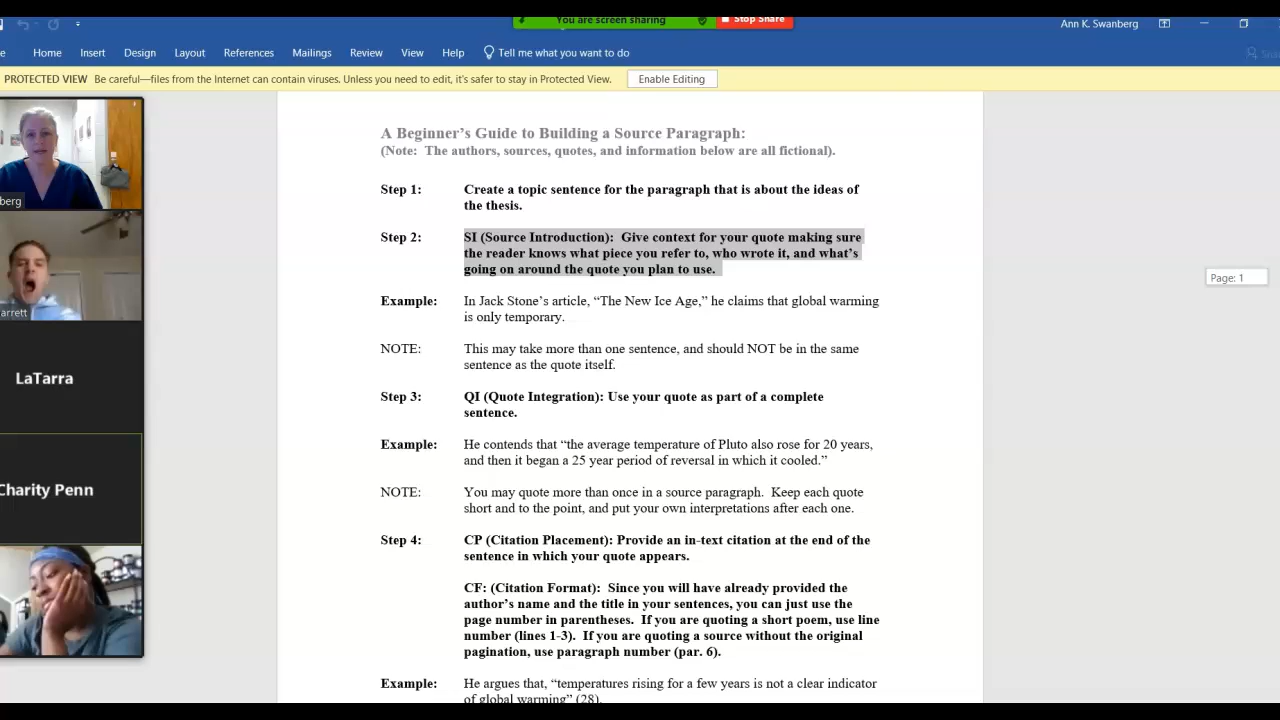 You are screen sharing
Stop Share
Ann K. Swanberg
Home Insert Design Layout References Mailings Review View Help Tell me what you want to do
PROTECTED VIEW Be careful—files from the Internet can contain viruses. Unless you need to edit, it's safer to stay in Protected View. Enable Editing
berg
arrett
LaTarra
Charity Penn
A Beginner's Guide to Building a Source Paragraph:
(Note: The authors, sources, quotes, and information below are all fictional).
Step 1: Create a topic sentence for the paragraph that is about the ideas of
the thesis.
Step 2: SI (Source Introduction): Give context for your quote making sure
the reader knows what piece you refer to, who wrote it, and what's
going on around the quote you plan to use.
Example: In Jack Stone's article, “The New Ice Age,” he claims that global warming
is only temporary.
NOTE: This may take more than one sentence, and should NOT be in the same
sentence as the quote itself.
Step 3: QI (Quote Integration): Use your quote as part of a complete
sentence.
Example: He contends that “the average temperature of Pluto also rose for 20 years,
and then it began a 25 year period of reversal in which it cooled.”
NOTE: You may quote more than once in a source paragraph. Keep each quote
short and to the point, and put your own interpretations after each one.
Step 4: CP (Citation Placement): Provide an in-text citation at the end of the
sentence in which your quote appears.
CF: (Citation Format): Since you will have already provided the
author's name and the title in your sentences, you can just use the
page number in parentheses. If you are quoting a short poem, use line
number (lines 1-3). If you are quoting a source without the original
pagination, use paragraph number (par. 6).
Example: He argues that, “temperatures rising for a few years is not a clear indicator
of global warming” (28).
Page: 1